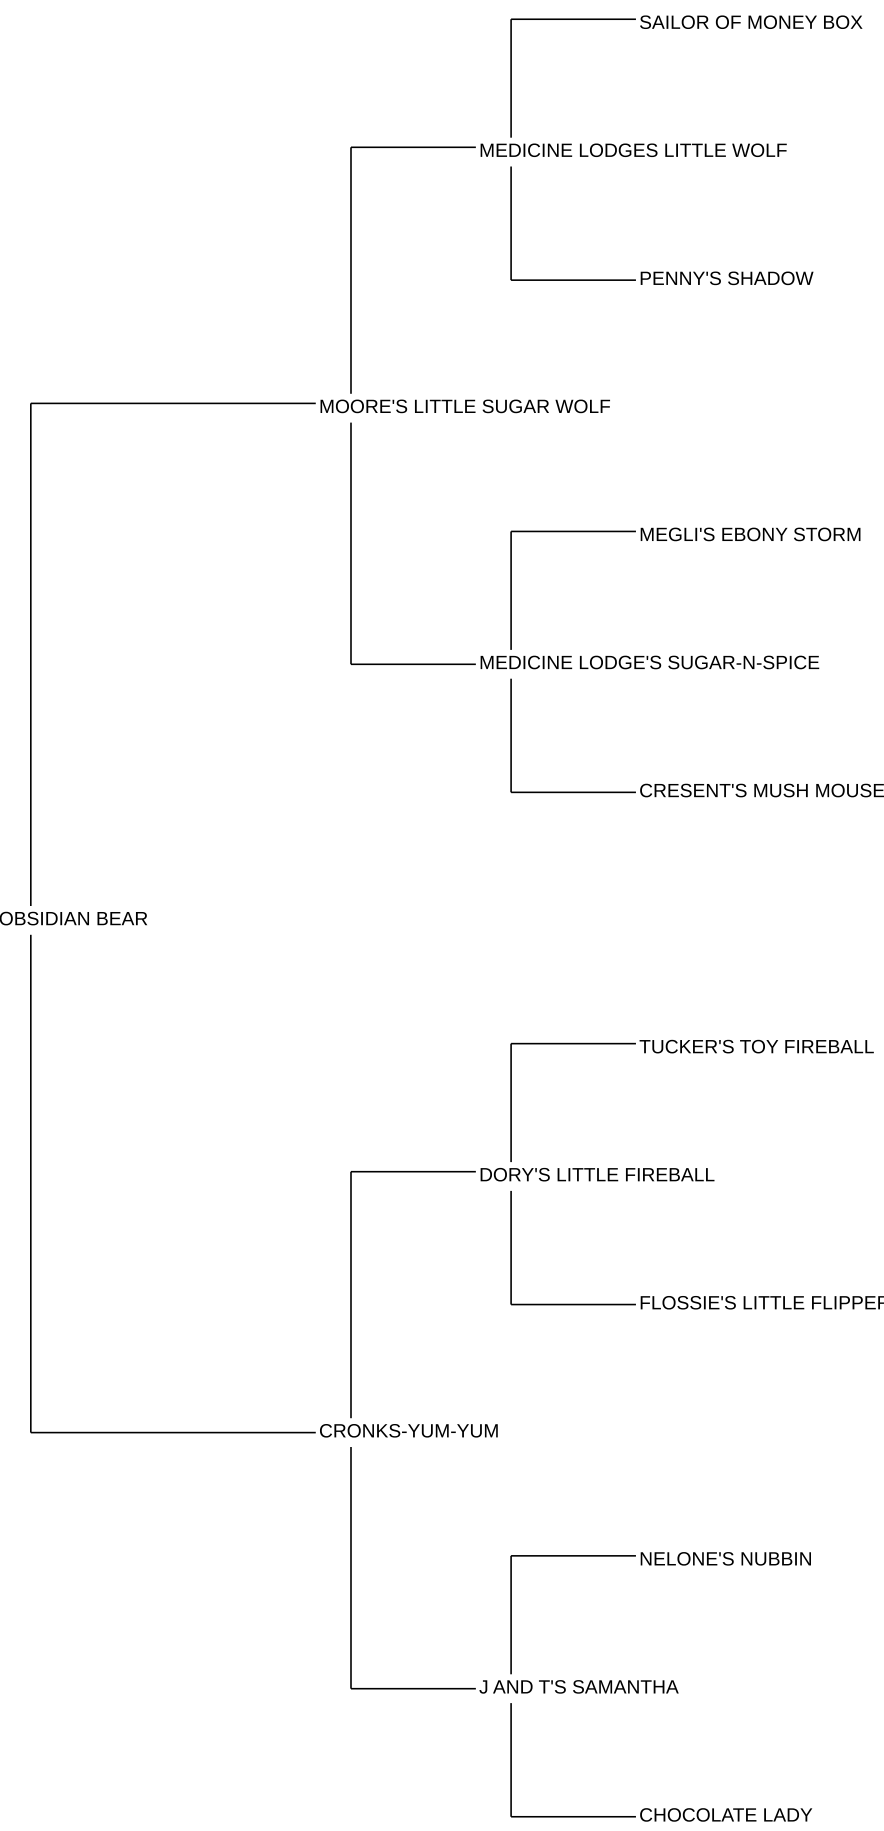 SAILOR OF MONEY BOX
MEDICINE LODGES LITTLE WOLF
PENNY'S SHADOW
MOORE'S LITTLE SUGAR WOLF
MEGLI'S EBONY STORM
MEDICINE LODGE'S SUGAR-N-SPICE
CRESENT'S MUSH MOUSE
OBSIDIAN BEAR
TUCKER'S TOY FIREBALL
DORY'S LITTLE FIREBALL
FLOSSIE'S LITTLE FLIPPER
CRONKS-YUM-YUM
NELONE'S NUBBIN
J AND T'S SAMANTHA
CHOCOLATE LADY